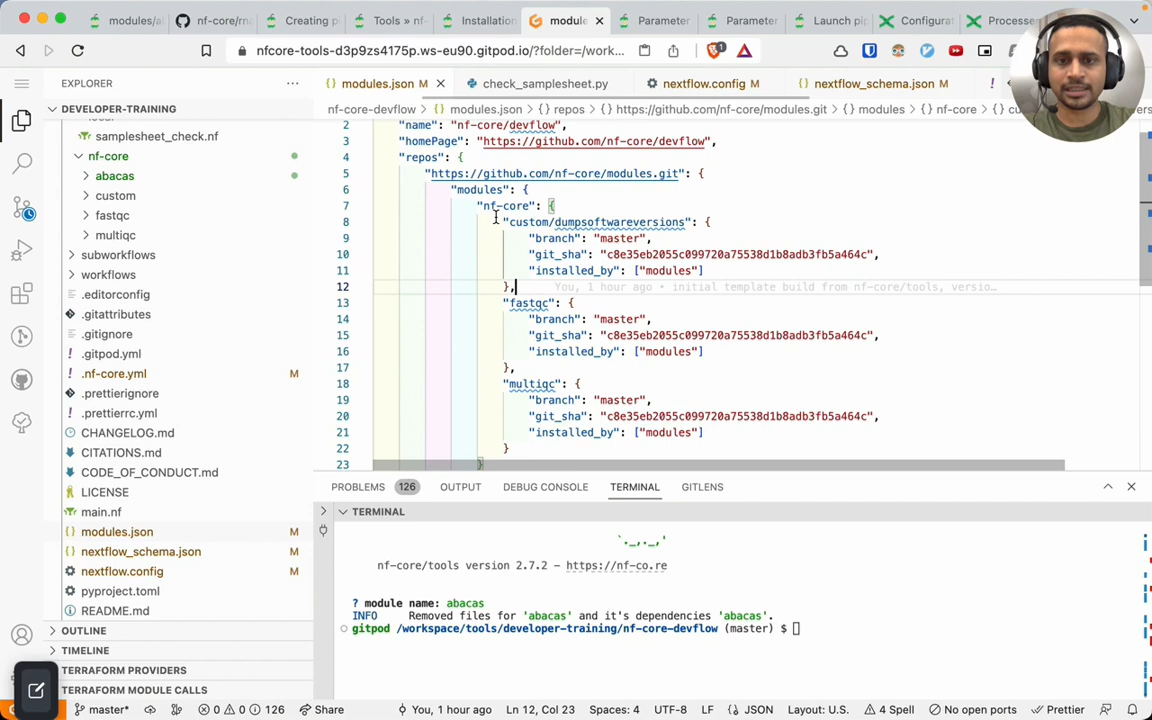 modules/al
nf-core/rna
Creating p
Tools » nf-
Installation
module
Parameter
Parameter
Launch pip
Configurat
Processe
nfcore-tools-d3p9zs4175p.ws-eu90.gitpod.io/?folder=/work...
EXPLORER
modules.json M
check_samplesheet.py
nextflow.config M
nextflow_schema.json M
DEVELOPER-TRAINING
nf-core-devflow > modules.json > {} repos > {} https://github.com/nf-core/modules.git > {} modules > {} nf-core > {}
local
samplesheet_check.nf
nf-core
abacas
custom
fastqc
multiqc
subworkflows
workflows
.editorconfig
.gitattributes
.gitignore
.gitpod.yml
.nf-core.yml M
.prettierignore
.prettierrc.yml
CHANGELOG.md
CITATIONS.md
CODE_OF_CONDUCT.md
LICENSE
main.nf
modules.json M
nextflow_schema.json M
nextflow.config M
pyproject.toml
README.md
OUTLINE
TIMELINE
TERRAFORM PROVIDERS
TERRAFORM MODULE CALLS
2 "name": "nf-core/devflow",
3 "homePage": "https://github.com/nf-core/devflow",
4 "repos": {
5 "https://github.com/nf-core/modules.git": {
6 "modules": {
7 "nf-core": {
8 "custom/dumpsoftwareversions": {
9 "branch": "master",
10 "git_sha": "c8e35eb2055c099720a75538d1b8adb3fb5a464c",
11 "installed_by": ["modules"]
12 }, You, 1 hour ago • initial template build from nf-core/tools, versio...
13 "fastqc": {
14 "branch": "master",
15 "git_sha": "c8e35eb2055c099720a75538d1b8adb3fb5a464c",
16 "installed_by": ["modules"]
17 },
18 "multiqc": {
19 "branch": "master",
20 "git_sha": "c8e35eb2055c099720a75538d1b8adb3fb5a464c",
21 "installed_by": ["modules"]
22 }
23 }
PROBLEMS 126 OUTPUT DEBUG CONSOLE TERMINAL GITLENS
TERMINAL
`._,._,'
nf-core/tools version 2.7.2 – https://nf-co.re
? module name: abacas
INFO Removed files for 'abacas' and it's dependencies 'abacas'.
gitpod /workspace/tools/developer-training/nf-core-devflow (master) $
master* 0 0 126 Share You, 1 hour ago Ln 12, Col 23 Spaces: 4 UTF-8 LF {} JSON Layout: U.S. 4 Spell No open ports Prettier